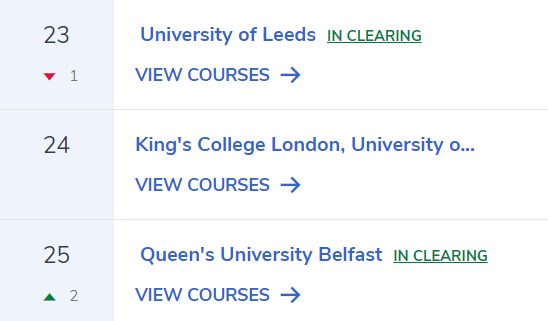 23 University of Leeds IN CLEARING
1 VIEW COURSES
24 King's College London, University o...
VIEW COURSES
25 Queen's University Belfast IN CLEARING
2 VIEW COURSES